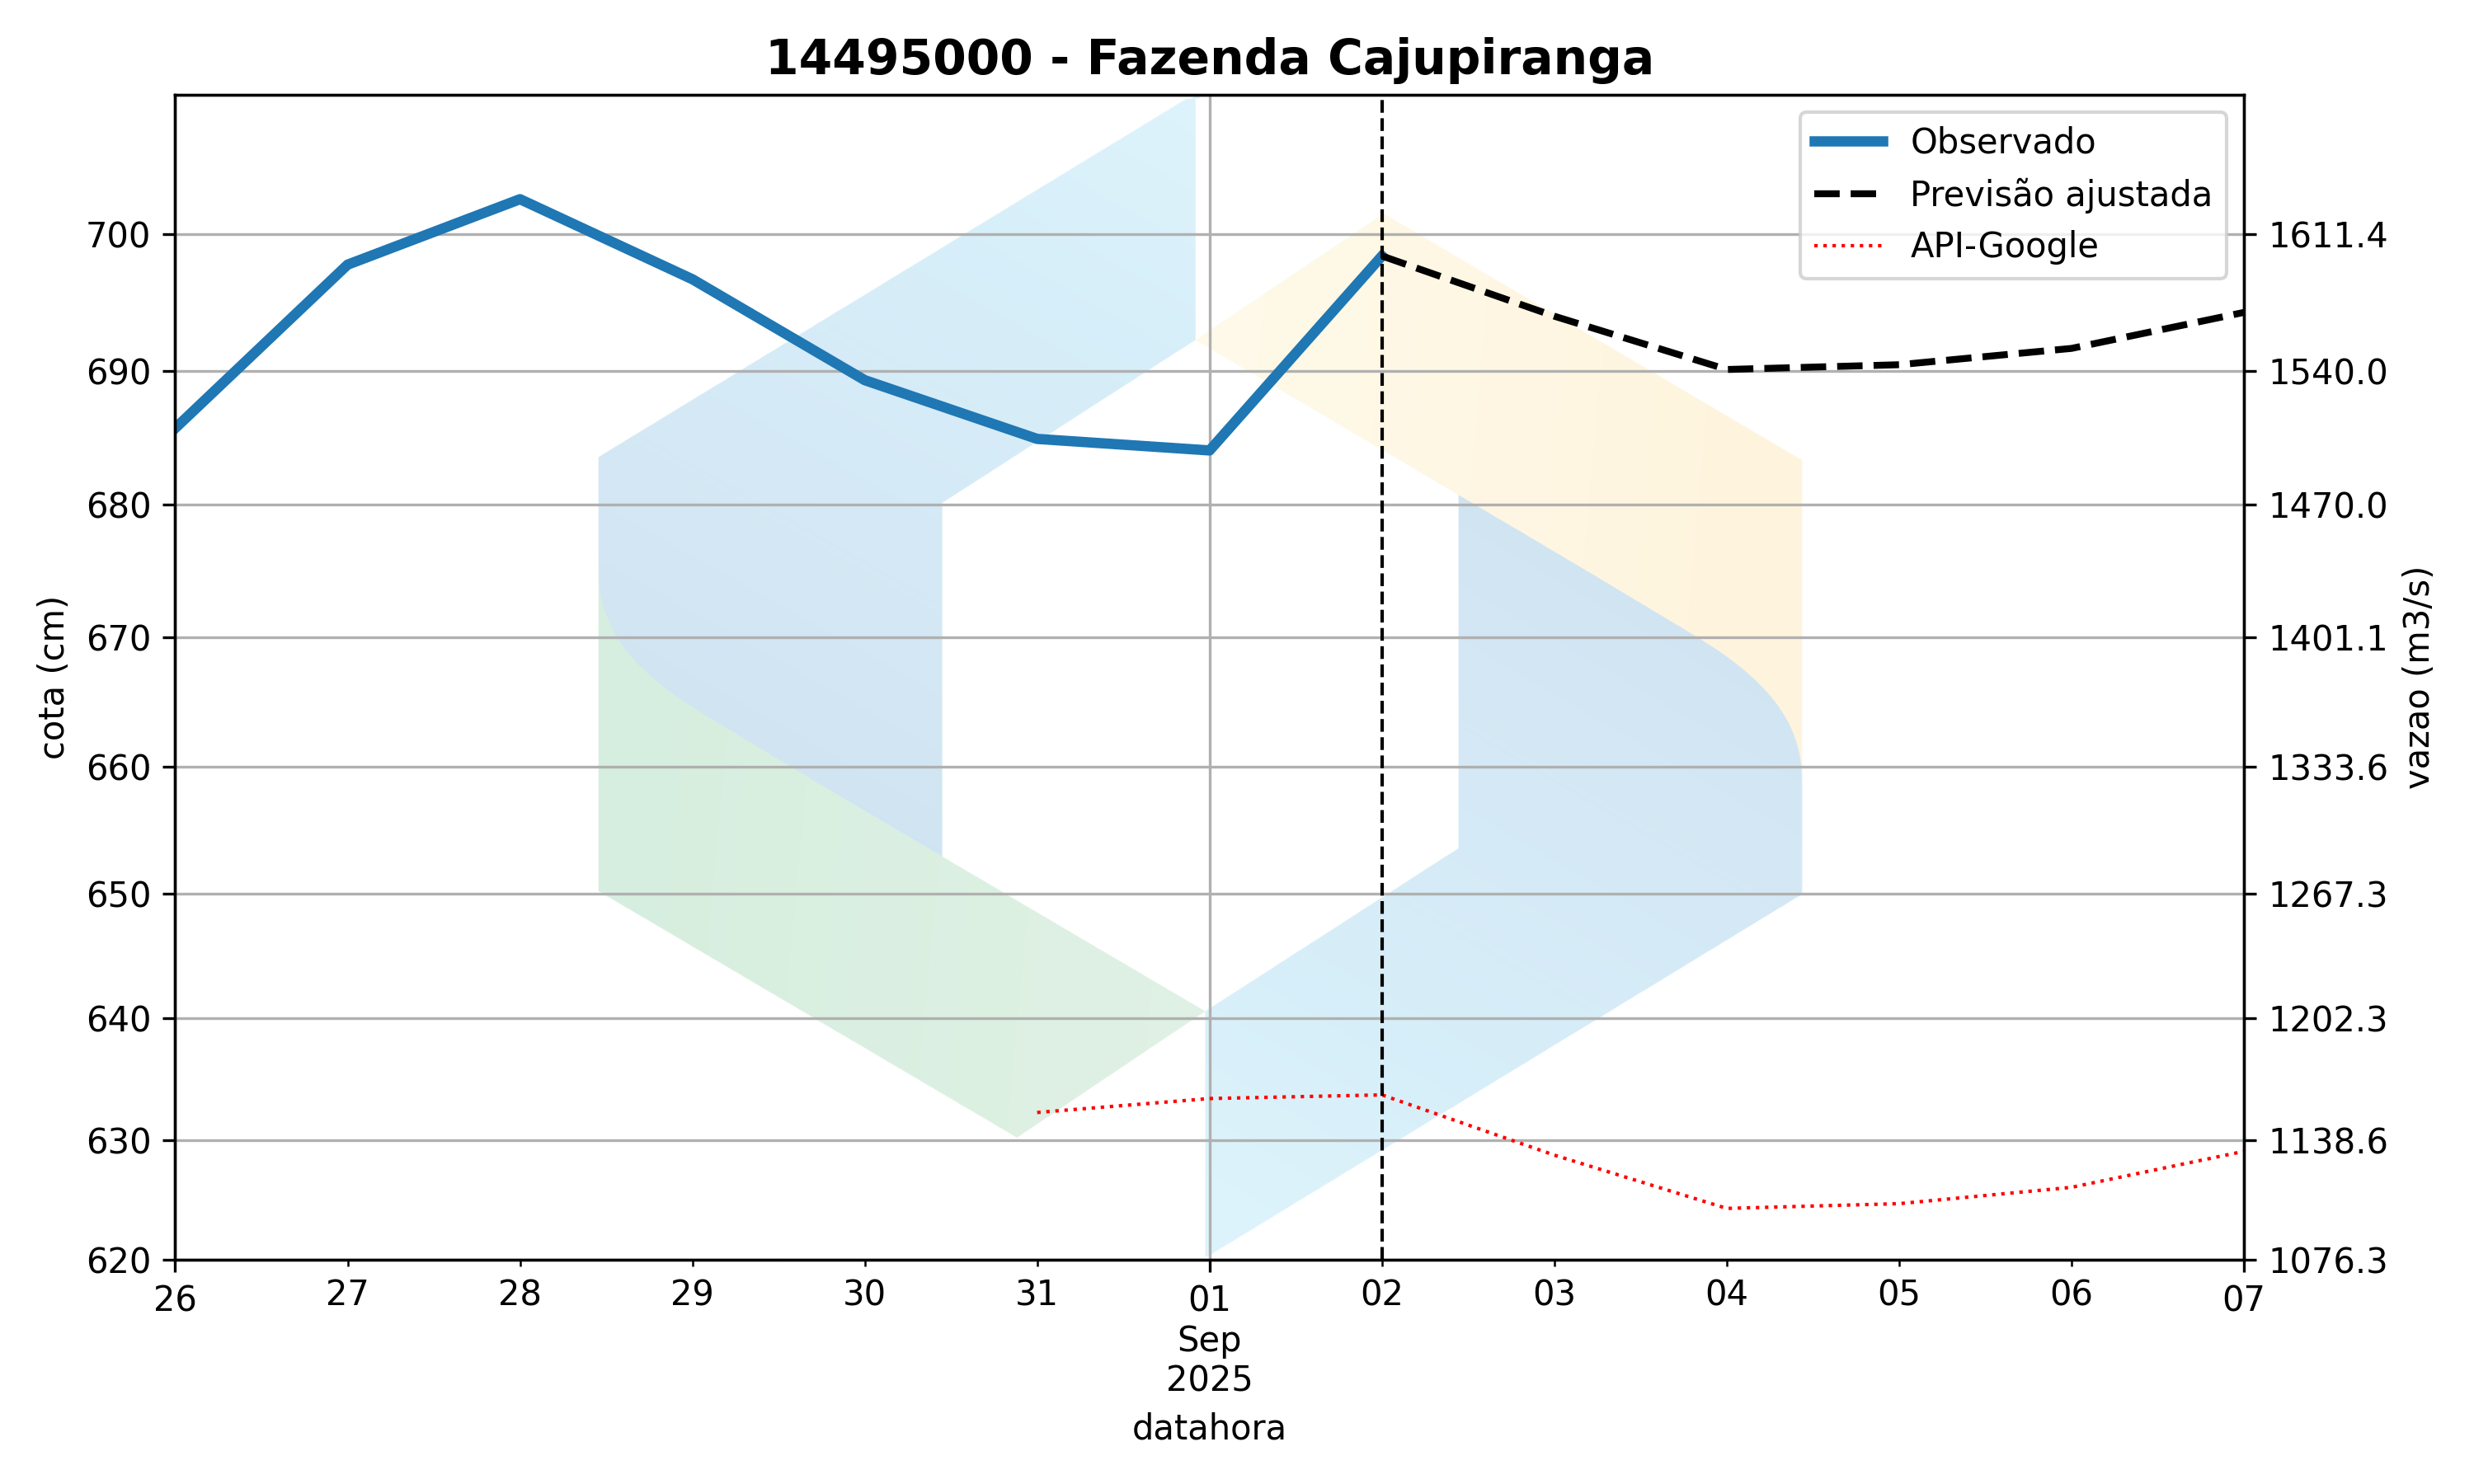 14495000 - Fazenda Cajupiranga
Observado
Previsão ajustada
API-Google
cota (cm)
700
690
680
670
660
650
640
630
620
1611.4
1540.0
1470.0
1401.1
1333.6
1267.3
1202.3
1138.6
1076.3
vazao (m3/s)
26 27 28 29 30 31 01 02 03 04 05 06 07
Sep
2025
datahora